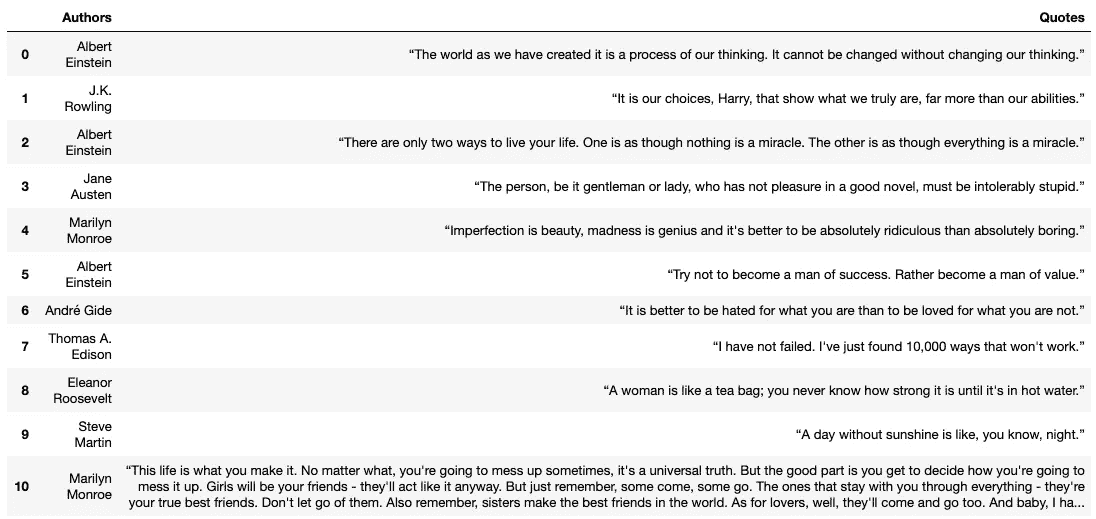 Authors Quotes
0 Albert Einstein “The world as we have created it is a process of our thinking. It cannot be changed without changing our thinking.”
1 J.K. Rowling “It is our choices, Harry, that show what we truly are, far more than our abilities.”
2 Albert Einstein “There are only two ways to live your life. One is as though nothing is a miracle. The other is as though everything is a miracle.”
3 Jane Austen “The person, be it gentleman or lady, who has not pleasure in a good novel, must be intolerably stupid.”
4 Marilyn Monroe “Imperfection is beauty, madness is genius and it's better to be absolutely ridiculous than absolutely boring.”
5 Albert Einstein “Try not to become a man of success. Rather become a man of value.”
6 André Gide “It is better to be hated for what you are than to be loved for what you are not.”
7 Thomas A. Edison “I have not failed. I've just found 10,000 ways that won't work.”
8 Eleanor Roosevelt “A woman is like a tea bag; you never know how strong it is until it's in hot water.”
9 Steve Martin “A day without sunshine is like, you know, night.”
10 Marilyn Monroe “This life is what you make it. No matter what, you're going to mess up sometimes, it's a universal truth. But the good part is you get to decide how you're going to
mess it up. Girls will be your friends - they'll act like it anyway. But just remember, some come, some go. The ones that stay with you through everything - they're
your true best friends. Don't let go of them. Also remember, sisters make the best friends in the world. As for lovers, well, they'll come and go too. And baby, I ha...